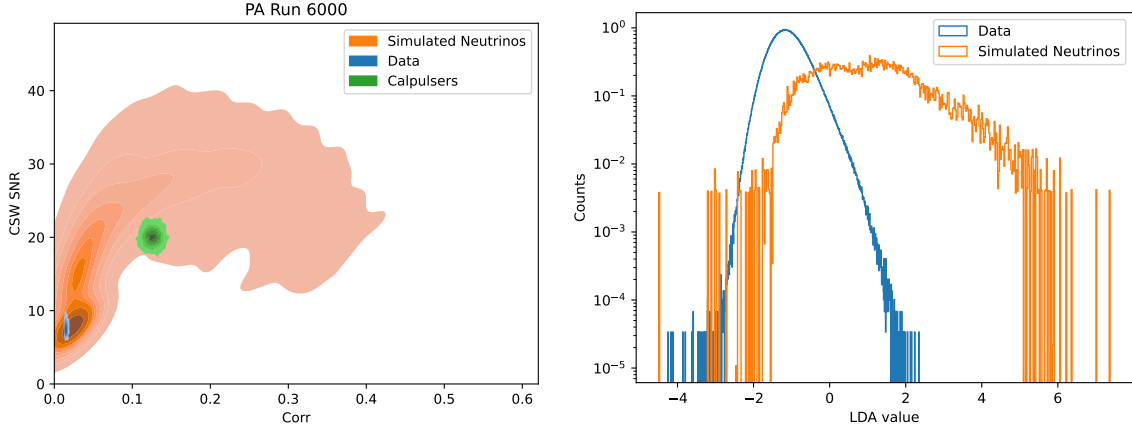 PA Run 6000
Simulated Neutrinos
Data
Calpulsers
CSW SNR
50
40
30
20
10
0
0.0 0.1 0.2 0.3 0.4 0.5 0.6
Corr
Data
Simulated Neutrinos
Counts
10⁰
10⁻¹
10⁻²
10⁻³
10⁻⁴
10⁻⁵
−4 −2 0 2 4 6
LDA value